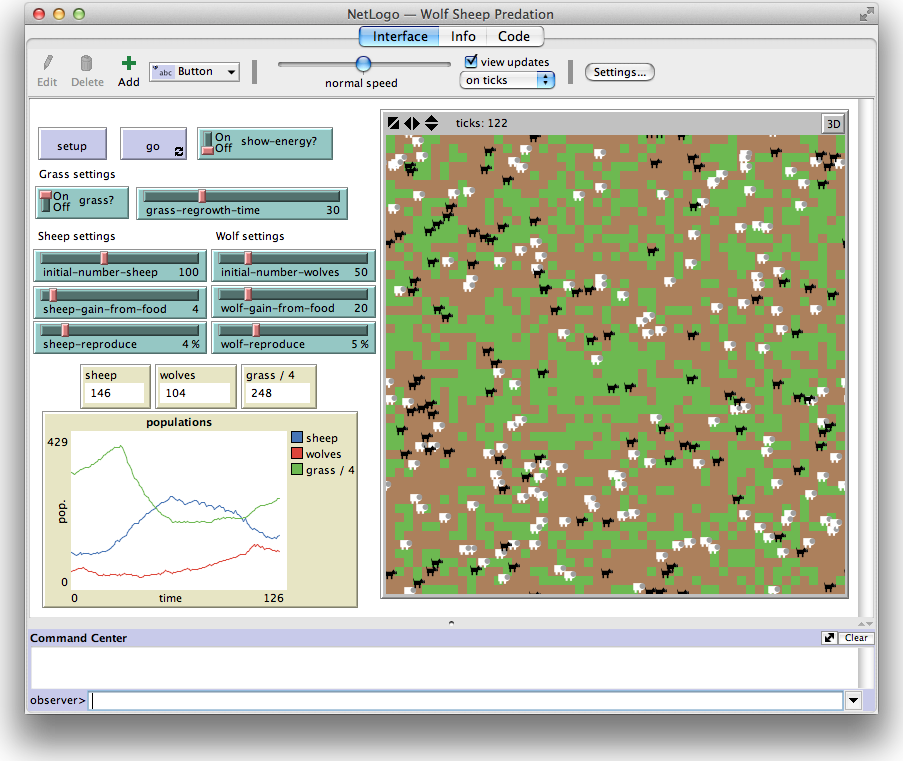 NetLogo — Wolf Sheep Predation
Interface Info Code
Edit Delete Add abc Button normal speed view updates on ticks Settings...
setup go On Off show-energy?
ticks: 122 3D
Grass settings
On Off grass? grass-regrowth-time 30
Sheep settings Wolf settings
initial-number-sheep 100 initial-number-wolves 50
sheep-gain-from-food 4 wolf-gain-from-food 20
sheep-reproduce 4 % wolf-reproduce 5 %
sheep wolves grass / 4
146 104 248
populations
429
pop.
0
0 time 126
sheep
wolves
grass / 4
Command Center Clear
observer>